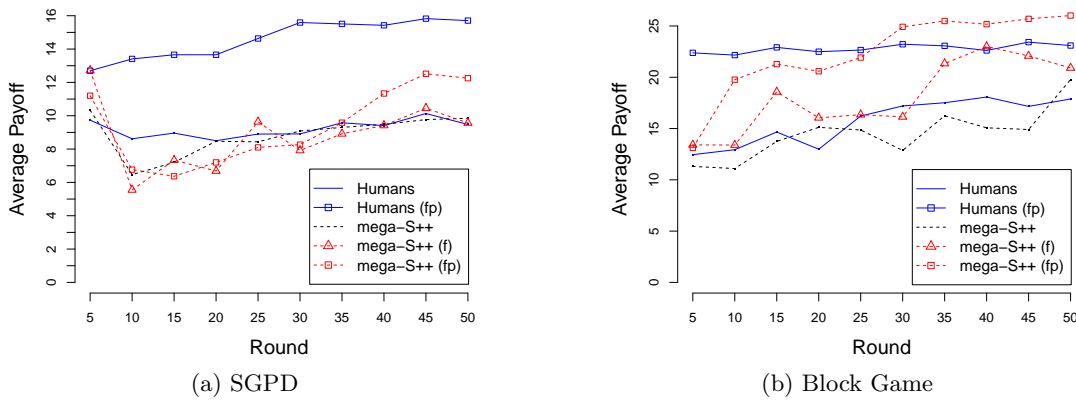 Average Payoff
16
14
12
10
8
6
4
2
0
Humans
Humans (fp)
mega−S++
mega−S++ (f)
mega−S++ (fp)
5 10 15 20 25 30 35 40 45 50
Round
(a) SGPD
Average Payoff
25
20
15
10
5
0
Humans
Humans (fp)
mega−S++
mega−S++ (f)
mega−S++ (fp)
5 10 15 20 25 30 35 40 45 50
Round
(b) Block Game